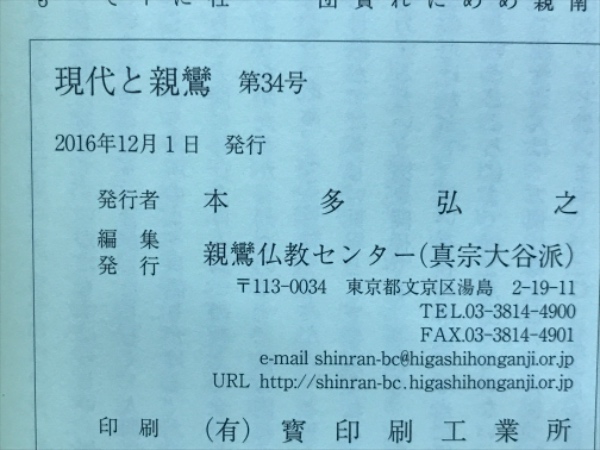 現代と親鸞 第34号
2016年12月1日 発行
発行者 本多弘之
編集
発行 親鸞仏教センター(真宗大谷派)
〒113-0034 東京都文京区湯島 2-19-11
TEL.03-3814-4900
FAX.03-3814-4901
e-mail shinran-bc@higashihonganji.or.jp
URL http://shinran-bc.higashihonganji.or.jp
印刷 (有) 寳印刷工業所